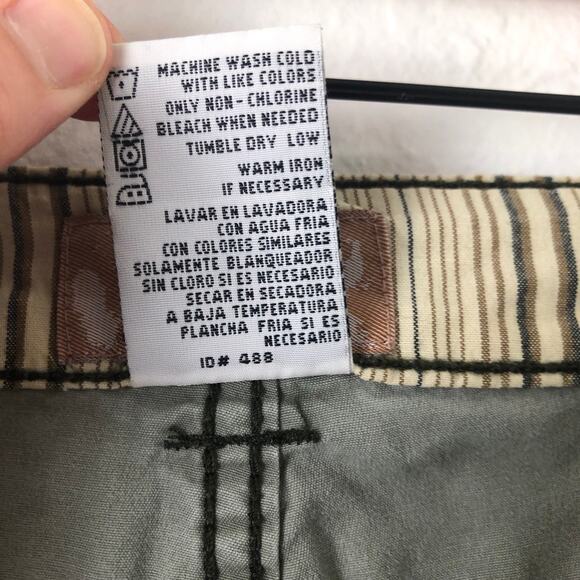 MACHINE WASH COLD
WITH LIKE COLORS
ONLY NON - CHLORINE
BLEACH WHEN NEEDED
TUMBLE DRY LOW
WARM IRON
IF NECESSARY
LAVAR EN LAVADORA
CON AGUA FRIA
CON COLORES SIMILARES
SOLAMENTE BLANQUEADOR
SIN CLORO SI ES NECESARIO
SECAR EN SECADORA
A BAJA TEMPERATURA
PLANCHA FRIA SI ES
NECESARIO
ID# 488